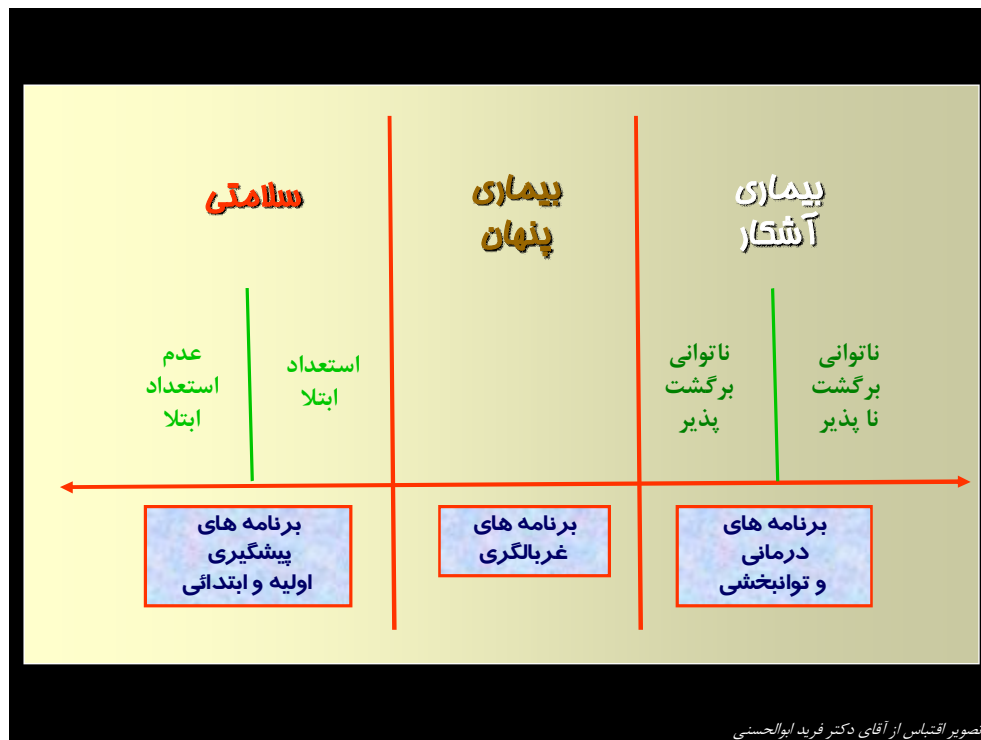 سلامتی
بیماری
پنهان
بیماری
آشکار
عدم
استعداد
ابتلا
استعداد
ابتلا
ناتوانی
برگشت
پذیر
ناتوانی
برگشت
نا پذیر
برنامه های
پیشگیری
اولیه و ابتدائی
برنامه های
غربالگری
برنامه های
درمانی
و توانبخشی
تصویر اقتباس از آقای دکتر فرید ابوالحسنی